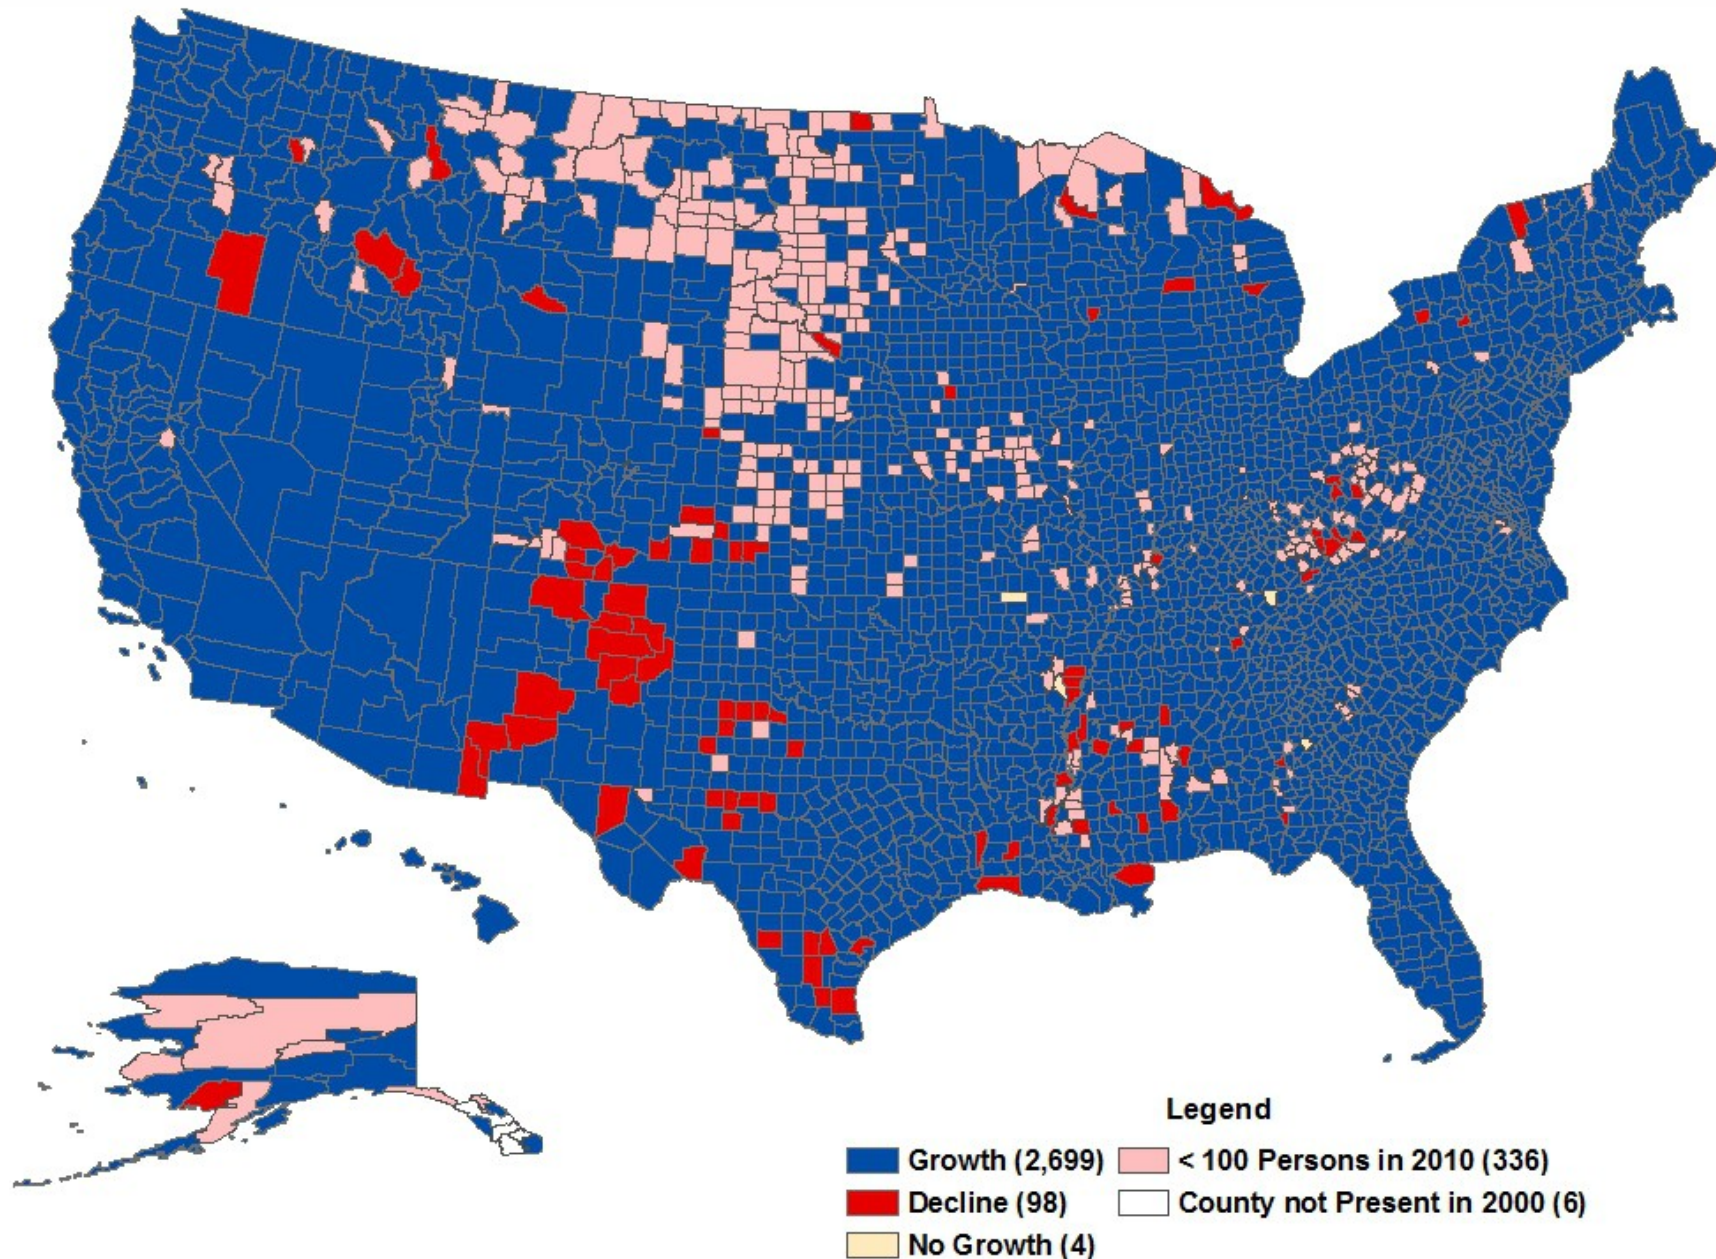 Legend
Growth (2,699)
< 100 Persons in 2010 (336)
Decline (98)
County not Present in 2000 (6)
No Growth (4)